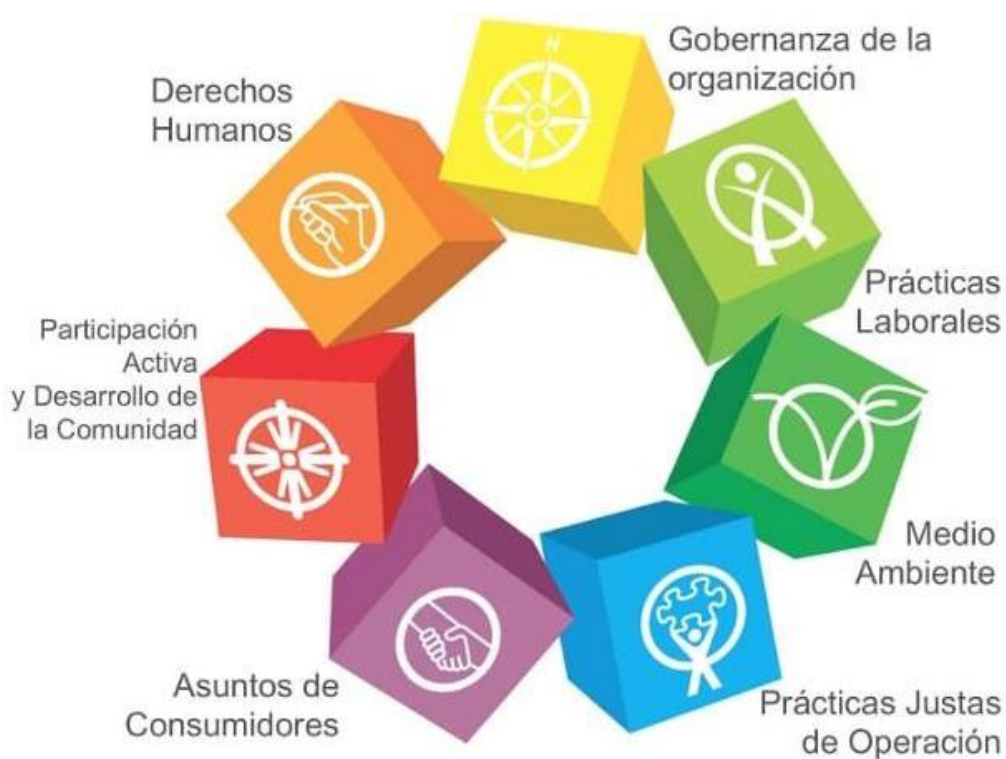 N
Gobernanza de la
organización
Derechos
Humanos
Prácticas
Laborales
Participación
Activa
y Desarrollo de
la Comunidad
Medio
Ambiente
Asuntos de
Consumidores
Prácticas Justas
de Operación